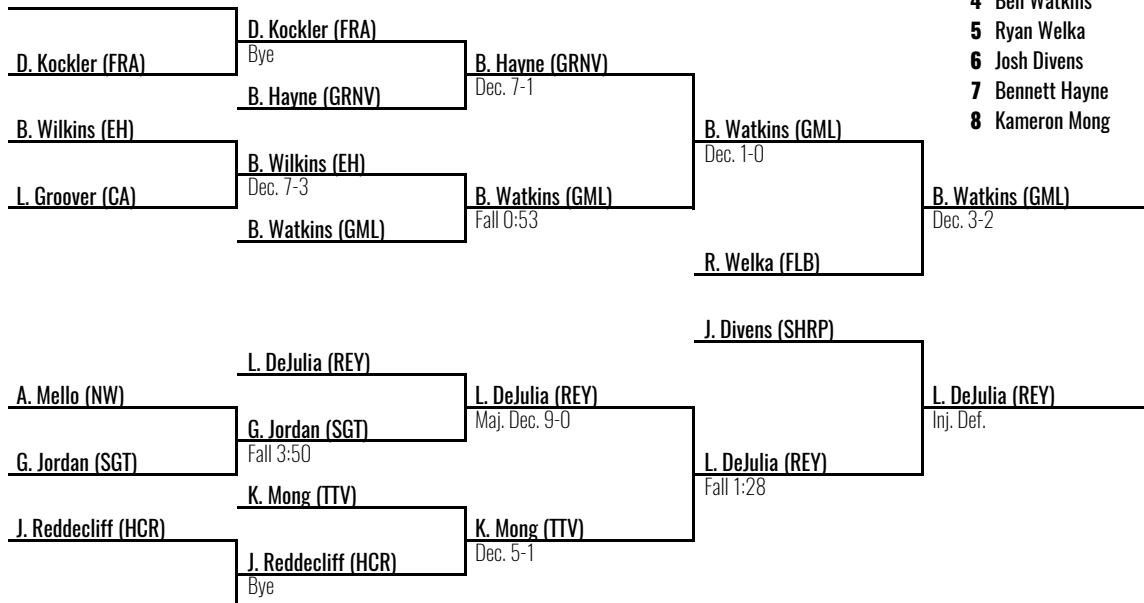 4 Ben Watkins
5 Ryan Welka
6 Josh Divens
7 Bennett Hayne
8 Kameron Mong
D. Kockler (FRA)
D. Kockler (FRA)
Bye
B. Hayne (GRNV)
B. Hayne (GRNV)
Dec. 7-1
B. Wilkins (EH)
L. Groover (CA)
B. Wilkins (EH)
Dec. 7-3
B. Watkins (GML)
B. Watkins (GML)
Fall 0:53
B. Watkins (GML)
Dec. 1-0
R. Welka (FLB)
B. Watkins (GML)
Dec. 3-2
J. Divens (SHRP)
L. DeJulia (REY)
A. Mello (NW)
G. Jordan (SGT)
G. Jordan (SGT)
Fall 3:50
L. DeJulia (REY)
Maj. Dec. 9-0
K. Mong (TTV)
J. Reddecliff (HCR)
J. Reddecliff (HCR)
Bye
K. Mong (TTV)
Dec. 5-1
L. DeJulia (REY)
Fall 1:28
L. DeJulia (REY)
Inj. Def.